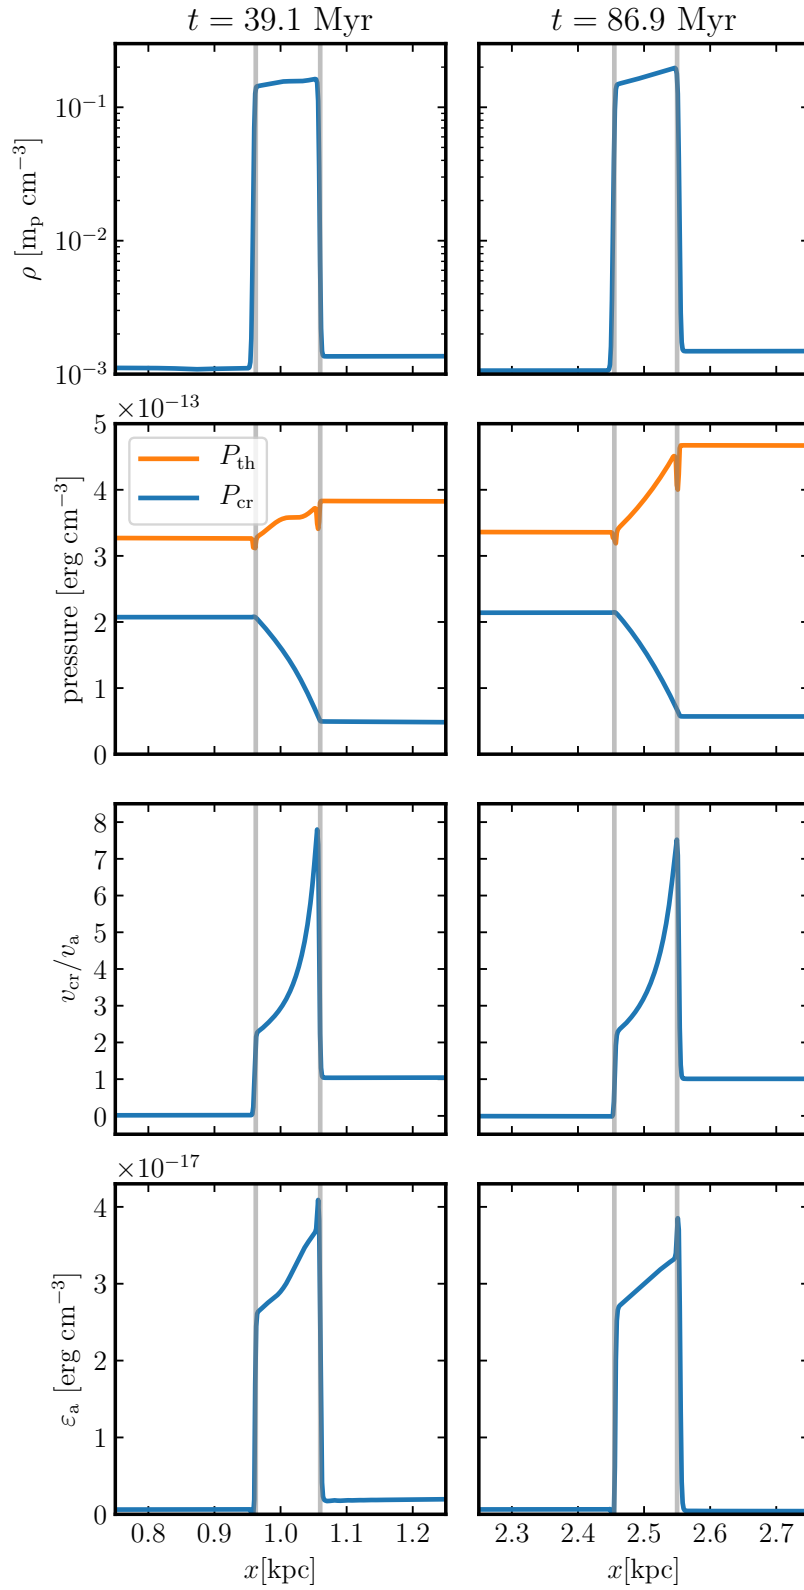 t = 39.1 Myr
t = 86.9 Myr
10⁻¹
10⁻²
10⁻³
ρ [mₚ cm⁻³]
×10⁻¹³
5
4
3
2
1
0
pressure [erg cm⁻³]
P_th
P_cr
8
7
6
5
4
3
2
1
0
v_cr/v_a
×10⁻¹⁷
4
3
2
1
0
ε_a [erg cm⁻³]
0.8 0.9 1.0 1.1 1.2
2.3 2.4 2.5 2.6 2.7
x[kpc]
x[kpc]